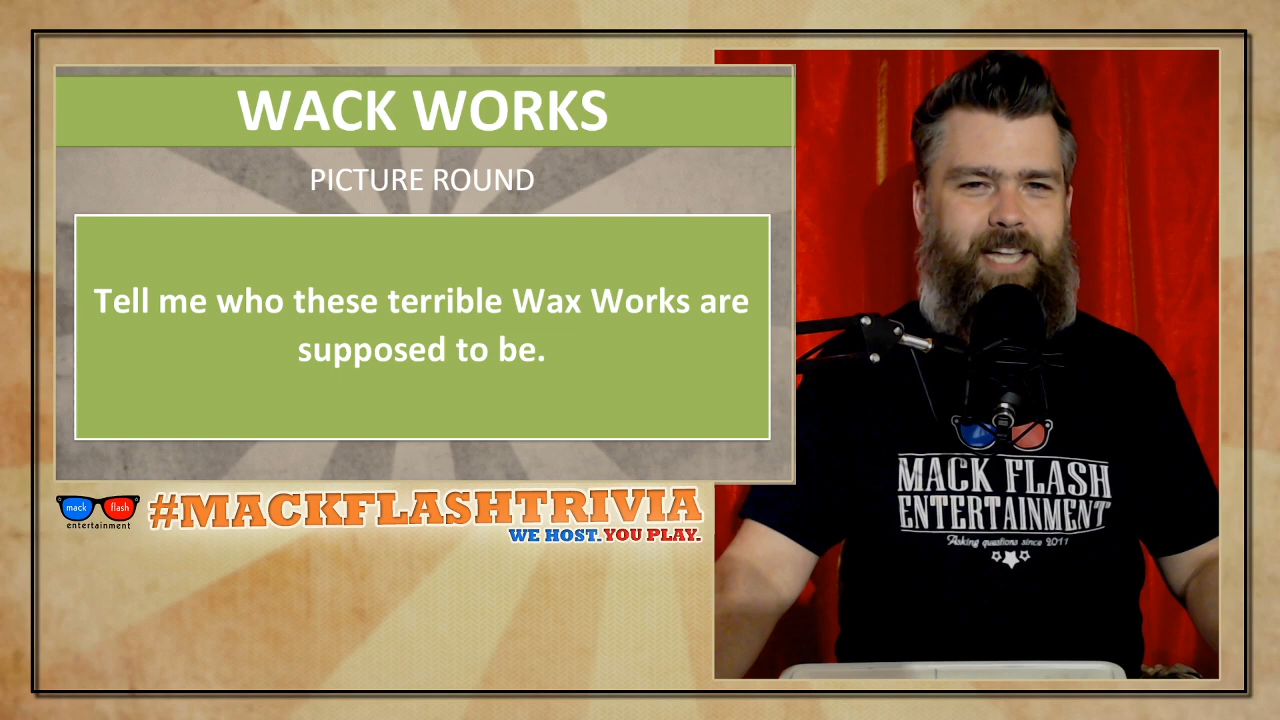 WACK WORKS
PICTURE ROUND
Tell me who these terrible Wax Works are
supposed to be.
mack flash
entertainment
#MACKFLASHTRIVIA
WE HOST. YOU PLAY.
MACK FLASH
ENTERTAINMENT
Asking questions since 2011